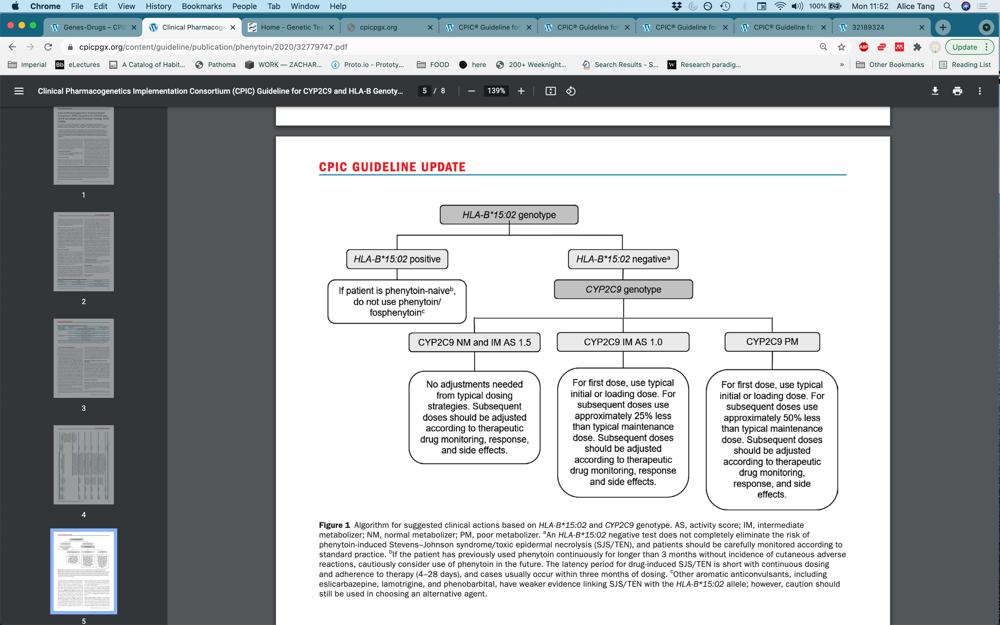 Chrome File Edit View History Bookmarks People Tab Window Help 100% Mon 11:52 Alice Tang
Genes-Drugs – CPIC Clinical Pharmacoge Home - Genetic Tes cpicpgx.org CPIC® Guideline for CPIC® Guideline for CPIC® Guideline for CPIC® Guideline for 32189324
cpicpgx.org/content/guideline/publication/phenytoin/2020/32779747.pdf ABP Update
Imperial Bb eLectures AC A Catalog of Habit... Pathoma WORK — ZACHAR... Proto.io - Prototy... FOOD here 200+ Weeknight... Search Results - S... W Research paradig... » Other Bookmarks Reading List
Clinical Pharmacogenetics Implementation Consortium (CPIC) Guideline for CYP2C9 and HLA-B Genoty... 5 / 8 — 139% +
Clinical Pharmacogenetics Implementation
Consortium (CPIC) Guideline for CYP2C9 and
HLA-B Genotypes and Phenytoin Dosing: 2020
Update
1
2
3
4
5
CPIC GUIDELINE UPDATE
HLA-B*15:02 genotype
HLA-B*15:02 positive
HLA-B*15:02 negativeᵃ
If patient is phenytoin-naiveᵇ,
do not use phenytoin/
fosphenytoinᶜ
CYP2C9 genotype
CYP2C9 NM and IM AS 1.5
CYP2C9 IM AS 1.0
CYP2C9 PM
No adjustments needed
from typical dosing
strategies. Subsequent
doses should be adjusted
according to therapeutic
drug monitoring, response,
and side effects.
For first dose, use typical
initial or loading dose. For
subsequent doses use
approximately 25% less
than typical maintenance
dose. Subsequent doses
should be adjusted
according to therapeutic
drug monitoring, response
and side effects.
For first dose, use typical
initial or loading dose. For
subsequent doses use
approximately 50% less
than typical maintenance
dose. Subsequent doses
should be adjusted
according to therapeutic
drug monitoring,
response, and side
effects.
Figure 1 Algorithm for suggested clinical actions based on HLA-B*15:02 and CYP2C9 genotype. AS, activity score; IM, intermediate
metabolizer; NM, normal metabolizer; PM, poor metabolizer. ᵃAn HLA-B*15:02 negative test does not completely eliminate the risk of
phenytoin-induced Stevens–Johnson syndrome/toxic epidermal necrolysis (SJS/TEN), and patients should be carefully monitored according to
standard practice. ᵇIf the patient has previously used phenytoin continuously for longer than 3 months without incidence of cutaneous adverse
reactions, cautiously consider use of phenytoin in the future. The latency period for drug-induced SJS/TEN is short with continuous dosing
and adherence to therapy (4–28 days), and cases usually occur within three months of dosing. ᶜOther aromatic anticonvulsants, including
eslicarbazepine, lamotrigine, and phenobarbital, have weaker evidence linking SJS/TEN with the HLA-B*15:02 allele; however, caution should
still be used in choosing an alternative agent.